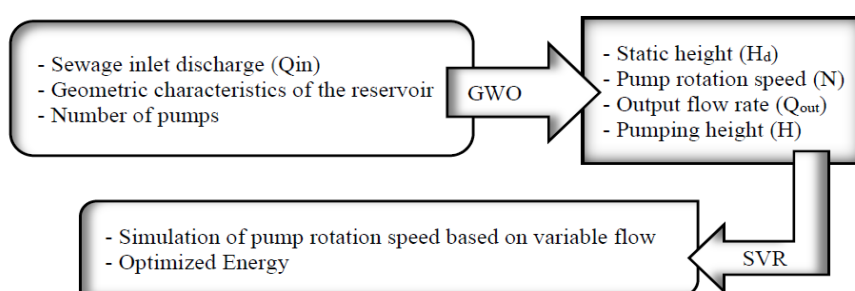 - Sewage inlet discharge (Qin)
- Geometric characteristics of the reservoir
- Number of pumps
GWO
- Static height (Hd)
- Pump rotation speed (N)
- Output flow rate (Qout)
- Pumping height (H)
SVR
- Simulation of pump rotation speed based on variable flow
- Optimized Energy